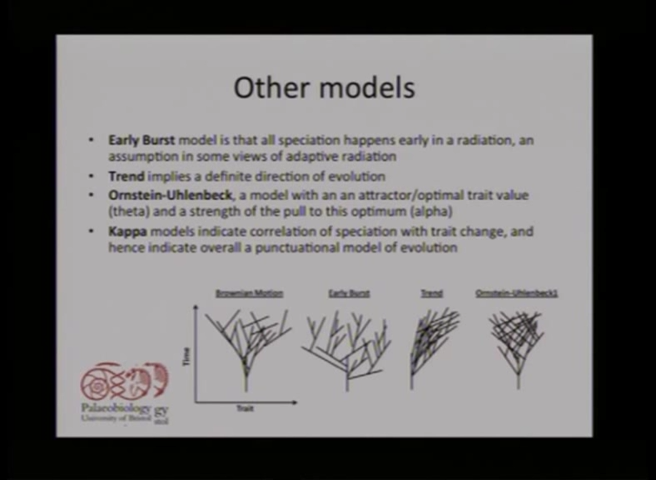 Other models
• Early Burst model is that all speciation happens early in a radiation, an
assumption in some views of adaptive radiation
• Trend implies a definite direction of evolution
• Ornstein-Uhlenbeck, a model with an an attractor/optimal trait value
(theta) and a strength of the pull to this optimum (alpha)
• Kappa models indicate correlation of speciation with trait change, and
hence indicate overall a punctuational model of evolution
Brownian Motion Early Burst Trend Ornstein-Uhlenbeck1
Time
Trait
Palaeobiology gy
University of Bristol stol